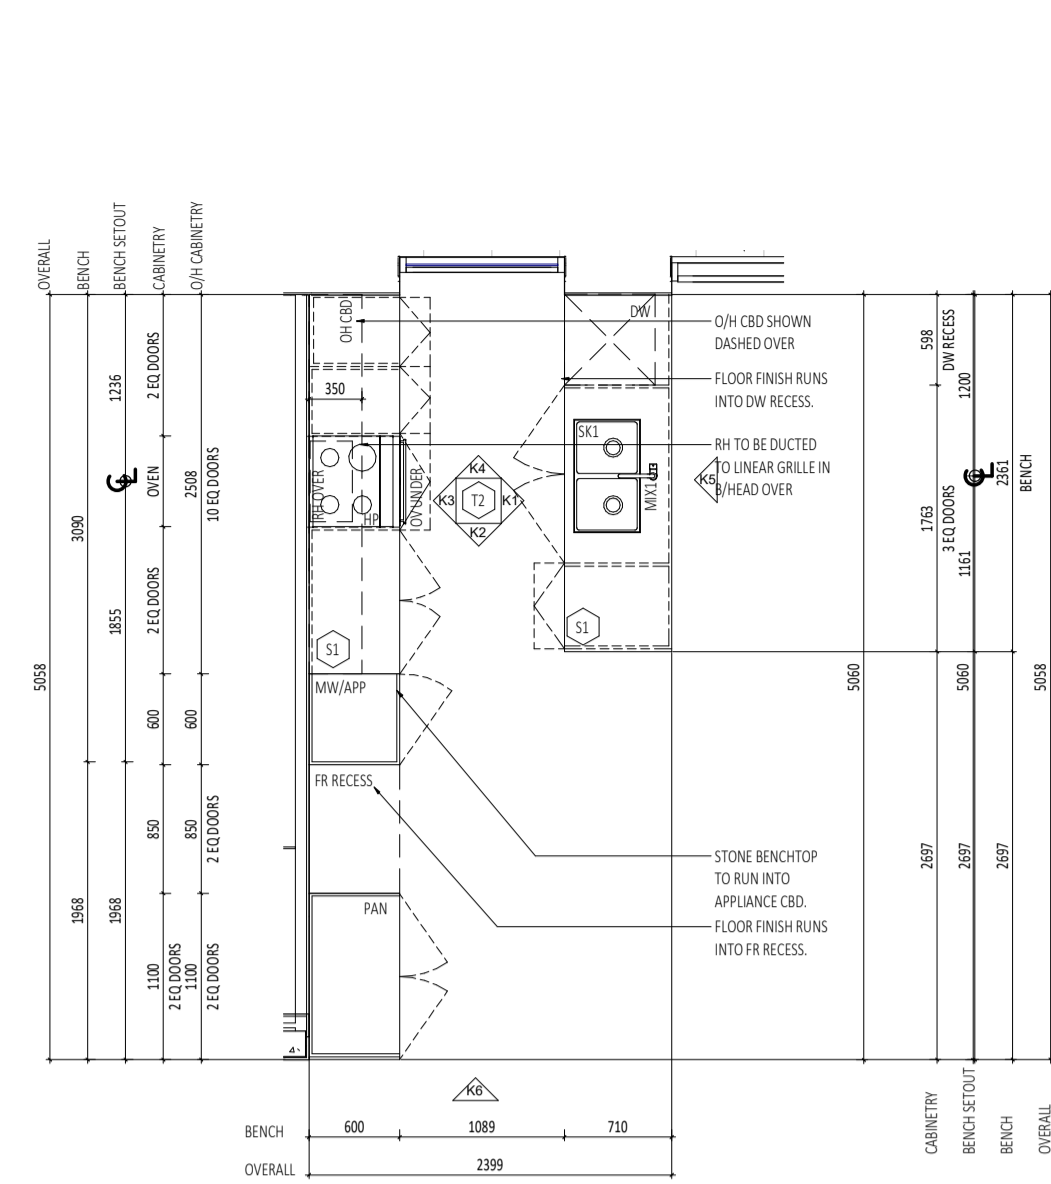 OVERALL
BENCH
BENCH SETOUT
CABINETRY
O/H CABINETRY
5058
3090
1968
1236
1855
1968
2 EQ DOORS
OVEN
2 EQ DOORS
600
850
1100
2 EQ DOORS
2508
10 EQ DOORS
600
850
2 EQ DOORS
1100
2 EQ DOORS
OH CBD
350
RH OVER
HP
OV UNDER
S1
MW/APP
FR RECESS
PAN
K4
K3
T2
K1
K2
DW
SK1
MIX1
S1
K5
O/H CBD SHOWN
DASHED OVER
FLOOR FINISH RUNS
INTO DW RECESS.
RH TO BE DUCTED
TO LINEAR GRILLE IN
B/HEAD OVER
STONE BENCHTOP
TO RUN INTO
APPLIANCE CBD.
FLOOR FINISH RUNS
INTO FR RECESS.
5060
598
DW RECESS
1763
3 EQ DOORS
2697
1200
1161
5060
2697
2361
BENCH
2697
5058
CABINETRY
BENCH SETOUT
BENCH
OVERALL
K6
BENCH
600
1089
710
OVERALL
2399